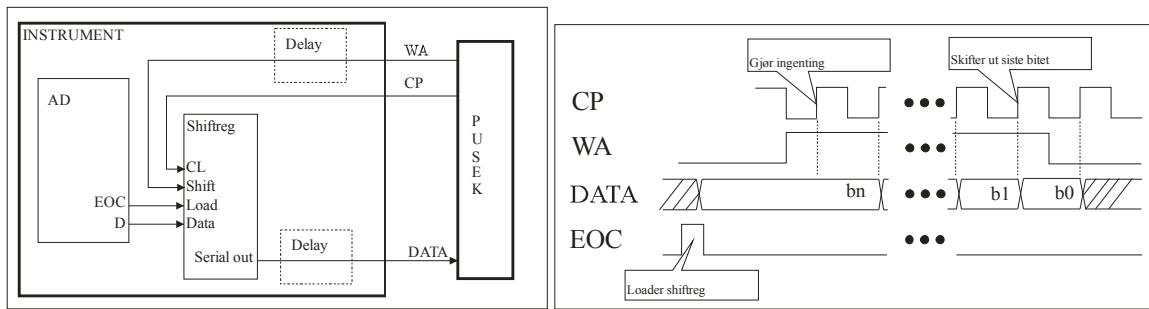 INSTRUMENT
Delay
WA
CP
AD
Shiftreg
CL
Shift
EOC
Load
D
Data
Serial out
Delay
DATA
PUSEK
Gjør ingenting
Skifter ut siste bitet
CP
WA
DATA
bn
b1
b0
EOC
Loader shiftreg